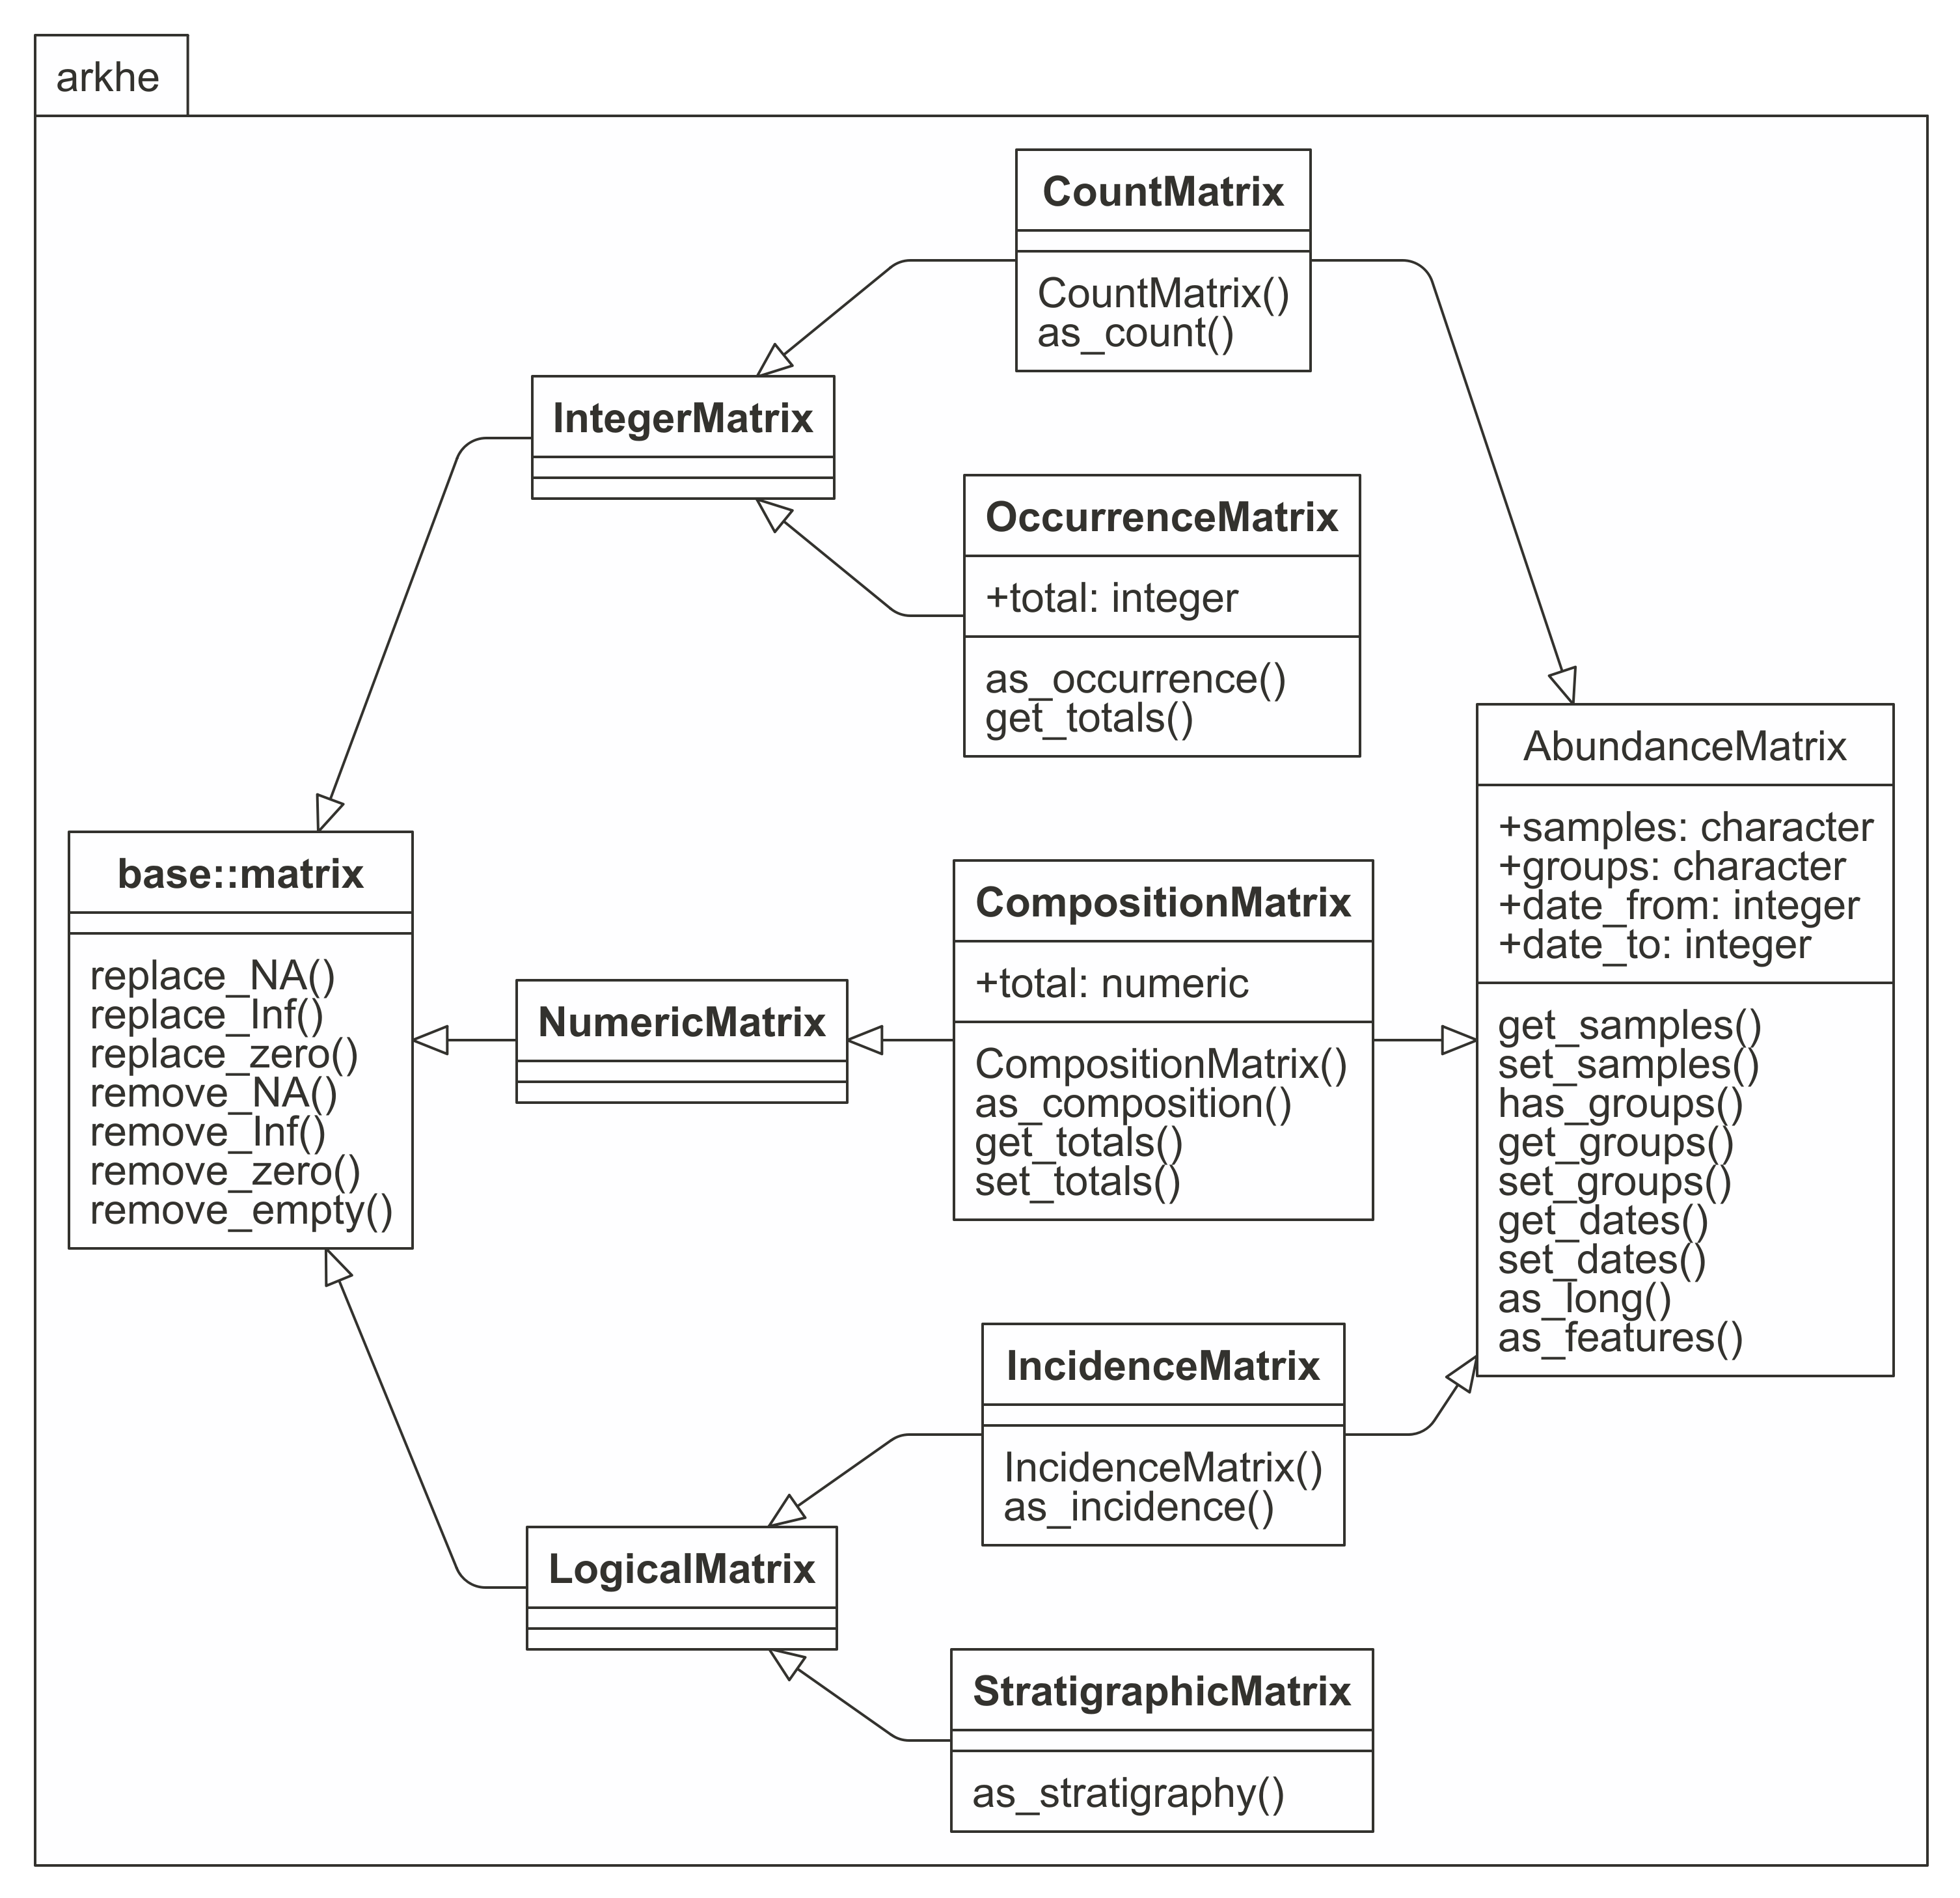 arkhe
CountMatrix
CountMatrix()
as_count()
IntegerMatrix
OccurrenceMatrix
+total: integer
as_occurrence()
get_totals()
AbundanceMatrix
+samples: character
+groups: character
+date_from: integer
+date_to: integer
get_samples()
set_samples()
has_groups()
get_groups()
set_groups()
get_dates()
set_dates()
as_long()
as_features()
base::matrix
replace_NA()
replace_Inf()
replace_zero()
remove_NA()
remove_Inf()
remove_zero()
remove_empty()
NumericMatrix
CompositionMatrix
+total: numeric
CompositionMatrix()
as_composition()
get_totals()
set_totals()
IncidenceMatrix
IncidenceMatrix()
as_incidence()
LogicalMatrix
StratigraphicMatrix
as_stratigraphy()